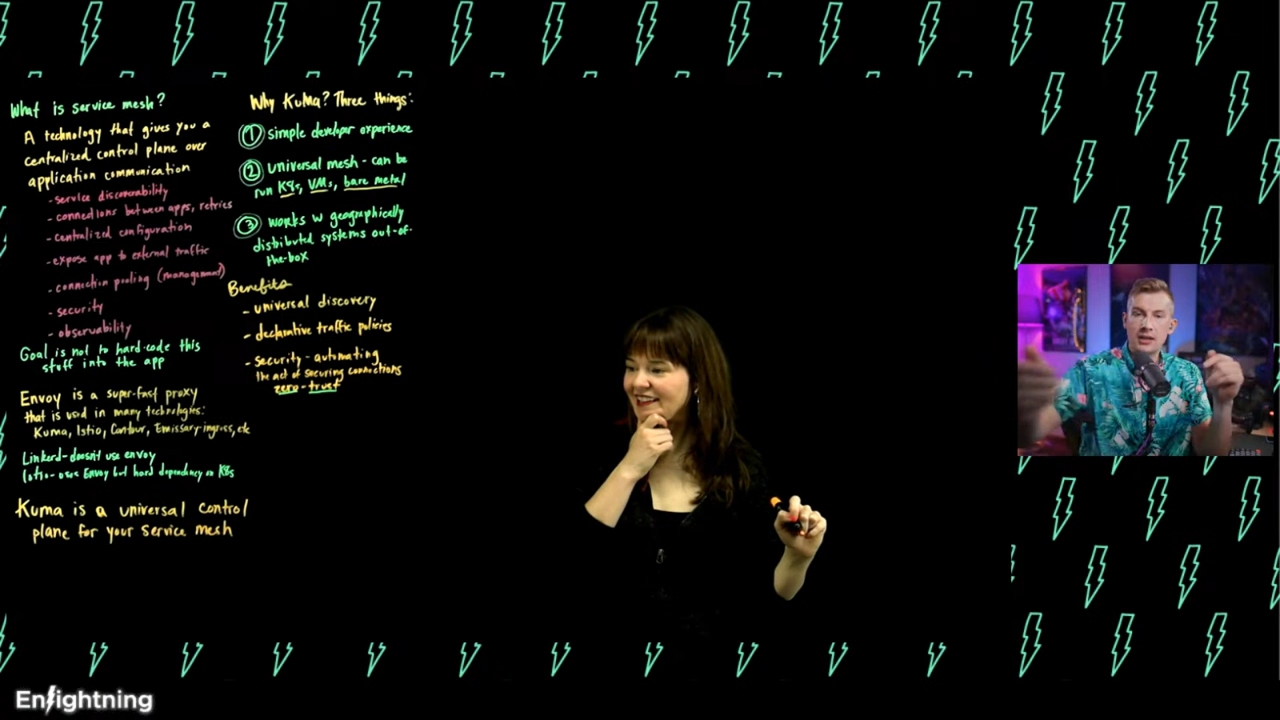 What is service mesh?
A technology that gives you a
centralized control plane over
application communication
- service discoverability
- connections between apps, retries
- centralized configuration
- expose app to external traffic
- connection pooling (management)
- security
- observability
Goal is not to hard-code this
stuff into the app
Envoy is a super-fast proxy
that is used in many technologies:
Kuma, Istio, Contour, Emissary-ingress, etc
Linkerd - doesn't use envoy
Istio - uses Envoy but hard dependency on K8s
Kuma is a universal control
plane for your service mesh
Why Kuma? Three things:
1 simple developer experience
2 universal mesh - can be
run K8s, VMs, bare metal
3 works w geographically
distibuted systems out-of-
the-box
Benefits
- universal discovery
- declarative traffic policies
- security - automating
the act of securing connections
zero-trust
Enlightning